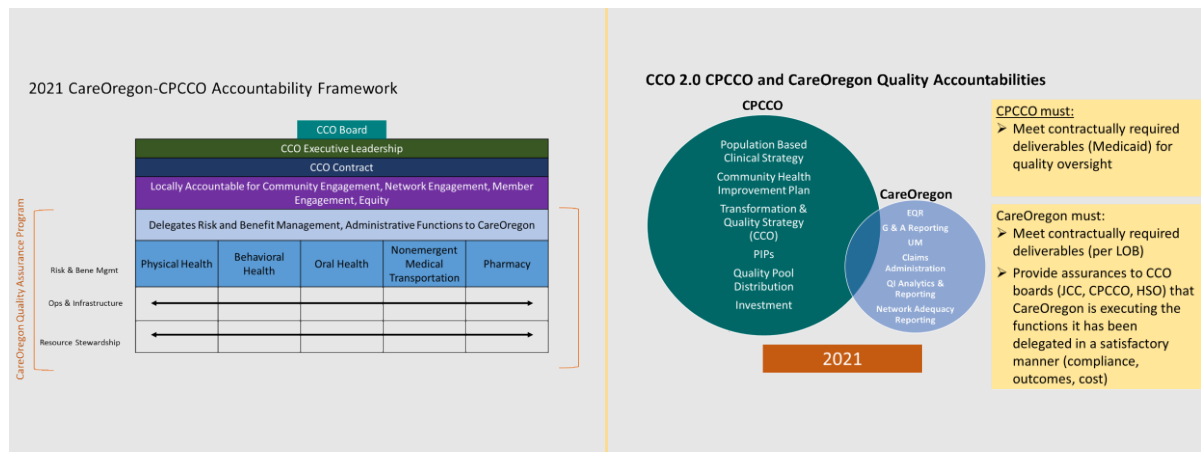 2021 CareOregon-CPCCO Accountability Framework
CCO Board
CCO Executive Leadership
CCO Contract
Locally Accountable for Community Engagement, Network Engagement, Member
Engagement, Equity
Delegates Risk and Benefit Management, Administrative Functions to CareOregon
CareOregon Quality Assurance Program
Risk & Bene Mgmt
Physical Health
Behavioral
Health
Oral Health
Nonemergent
Medical
Transportation
Pharmacy
Ops & Infrastructure
Resource Stewardship
CCO 2.0 CPCCO and CareOregon Quality Accountabilities
CPCCO
Population Based
Clinical Strategy
Community Health
Improvement Plan
Transformation &
Quality Strategy
(CCO)
PIPs
Quality Pool
Distribution
Investment
CareOregon
EQR
G & A Reporting
UM
Claims
Administration
QI Analytics &
Reporting
Network Adequacy
Reporting
2021
CPCCO must:
➢ Meet contractually required
deliverables (Medicaid) for
quality oversight
CareOregon must:
➢ Meet contractually required
deliverables (per LOB)
➢ Provide assurances to CCO
boards (JCC, CPCCO, HSO) that
CareOregon is executing the
functions it has been
delegated in a satisfactory
manner (compliance,
outcomes, cost)